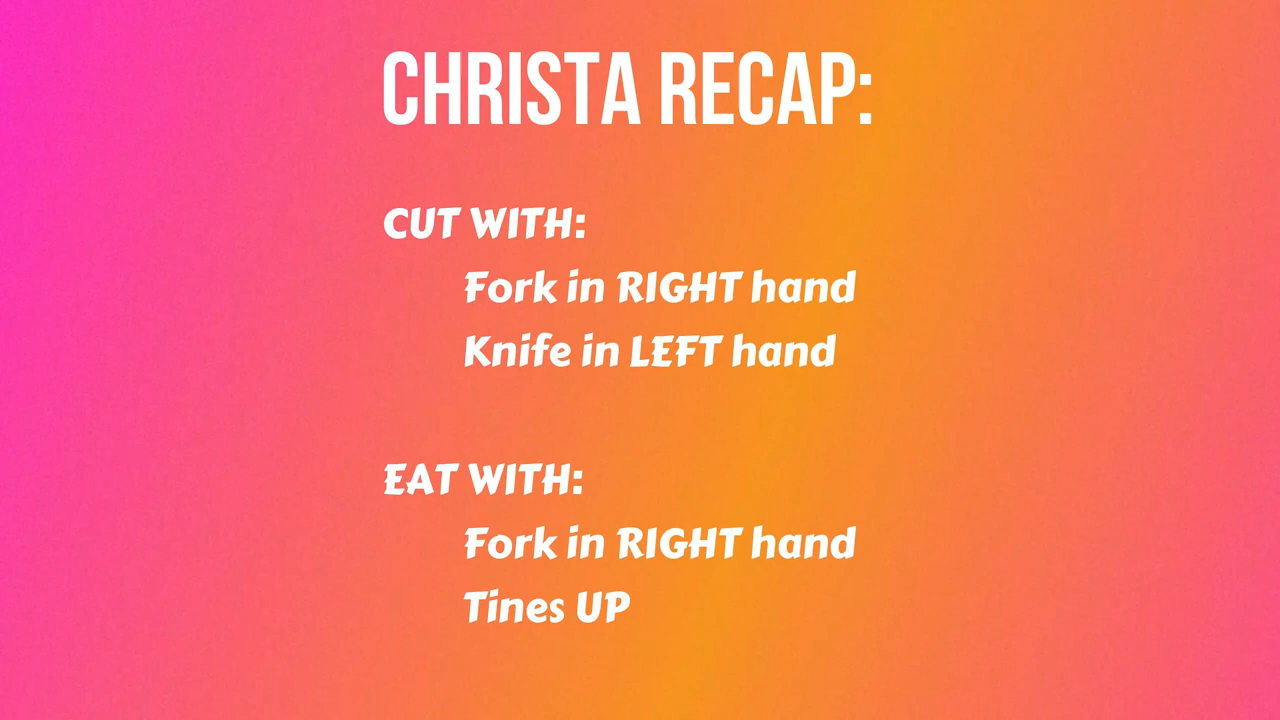 CHRISTA RECAP:
CUT WITH:
Fork in RIGHT hand
Knife in LEFT hand
EAT WITH:
Fork in RIGHT hand
Tines UP